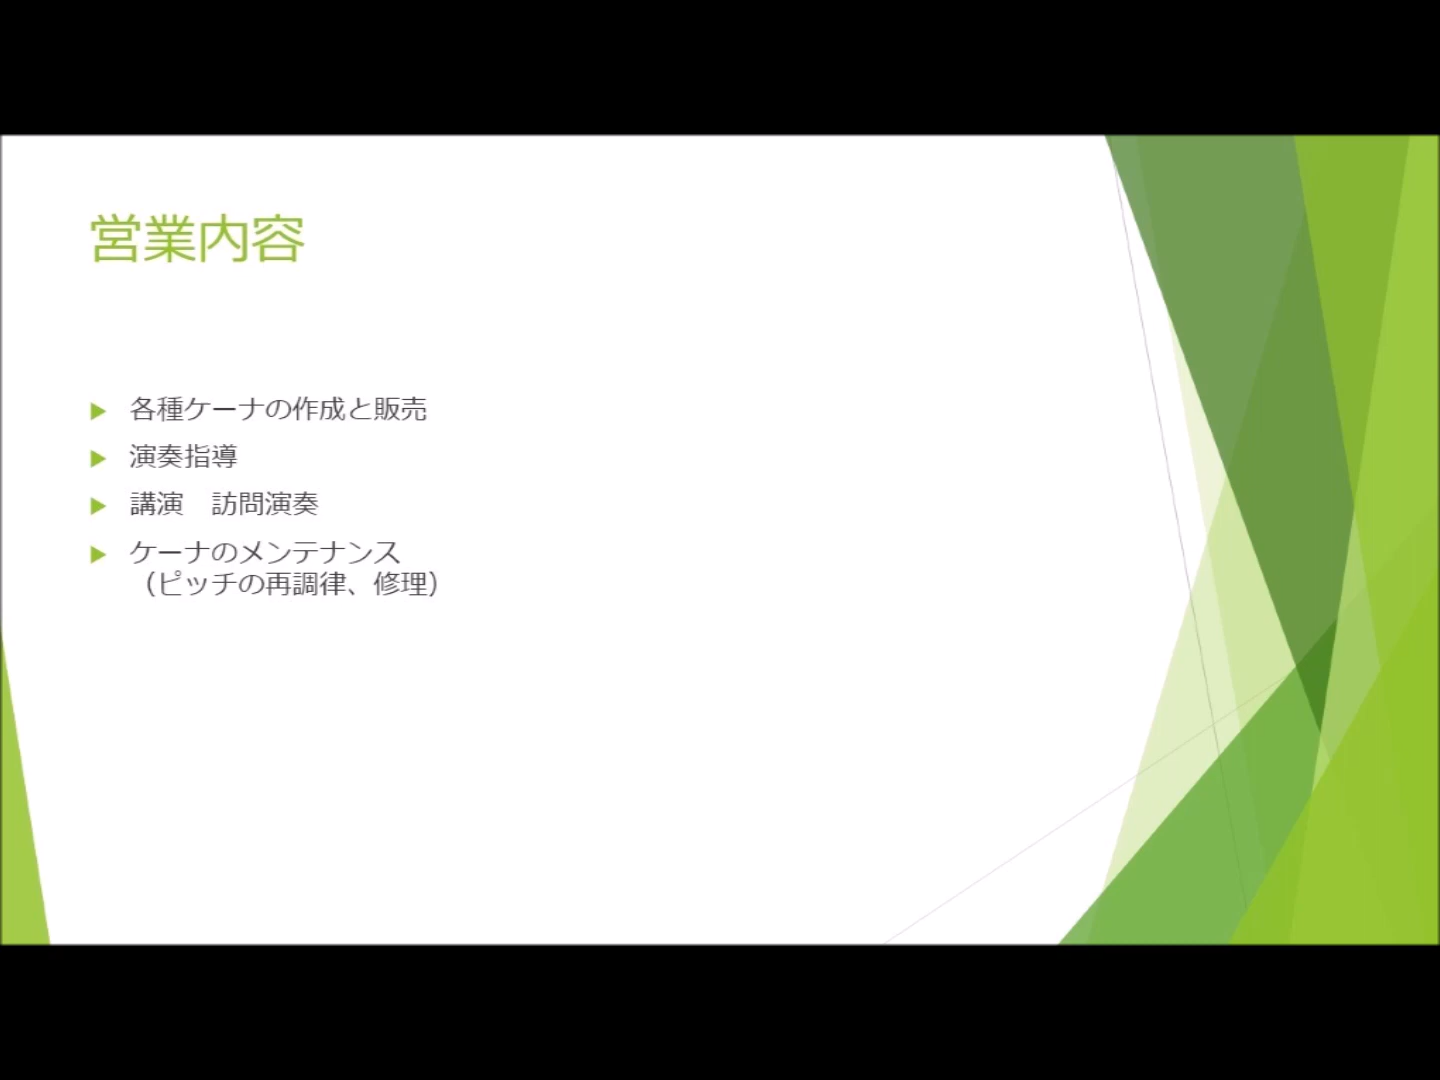 営業内容
各種ケーナの作成と販売
演奏指導
講演　訪問演奏
ケーナのメンテナンス
（ピッチの再調律、修理）